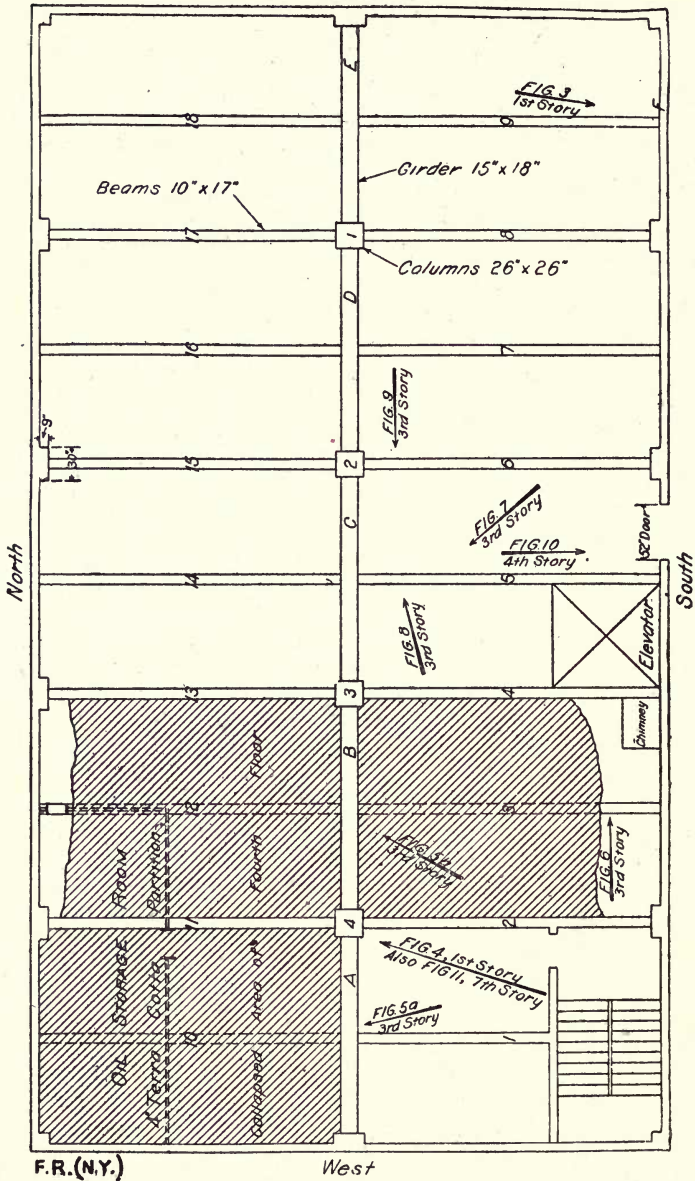 E
FIG. 3
1st Story
F
18
9
Girder 15"x 18"
Beams 10"x 17"
17
1
8
Columns 26"x 26"
D
16
7
FIG. 9
3rd Story
9"
30"
15
2
6
FIG. 7
3rd Story
C
FIG. 10
4th Story
52" Door
North
South
14
5
FIG. 8
3rd Story
Elevator
13
3
4
Chimney
B
Floor
12
3
Fourth
ROOM
Partition
FIG. 5b
3rd Story
FIG. 6
3rd Story
11
4
2
STORAGE
Cotta
Area of
A
FIG. 4, 1st Story
Also FIG. 11, 7th Story
FIG. 5a
3rd Story
10
1
OIL
4" Terra
Collapsed
F.R.(N.Y.)
West